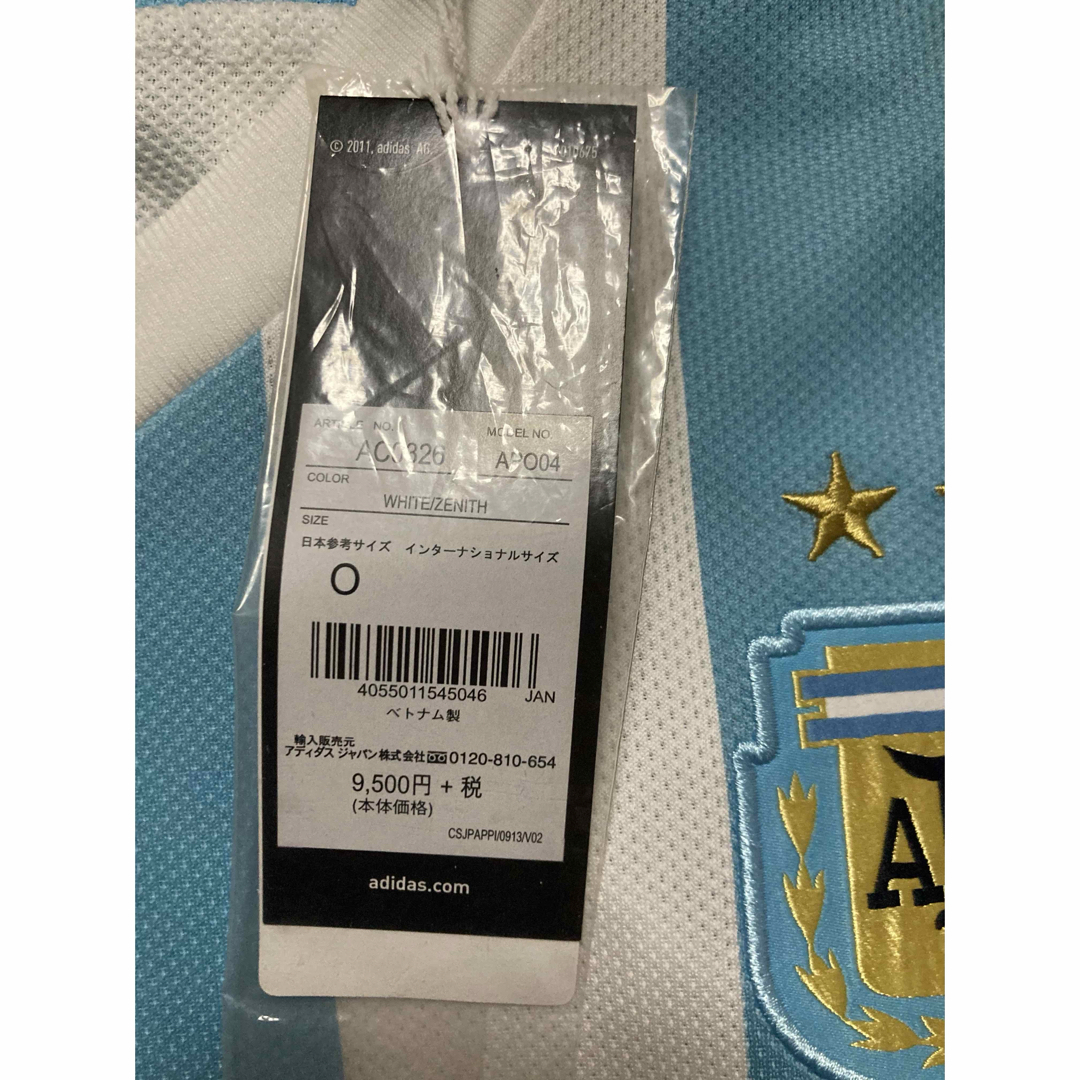 © 2011, adidas AG.
ARTICLE NO.
MODEL NO.
APO04
COLOR
WHITE/ZENITH
SIZE
日本参考サイズ インターナショナルサイズ
O
4055011545046 JAN
ベトナム製
輸入販売元
アディダス ジャパン株式会社 0120-810-654
9,500円 + 税
(本体価格)
CSJPAPPI/0913/V02
adidas.com
A